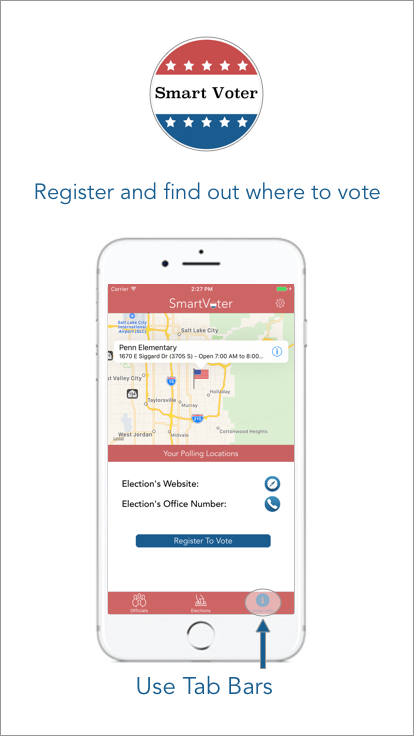 Smart Voter
Register and find out where to vote
Carrier 2:27 PM
SmartVoter
Salt Lake City
International
Airport (SLC)
Salt Lake City
Penn Elementary
1670 E Siggard Dr (3705 S) - Open 7:00 AM to 8:00...
t Valley City
Taylorsville
Holladay
Murray
215
West Jordan
Midvale
Cottonwood Heights
Your Polling Locations
Election's Website:
Election's Office Number:
Register To Vote
Officials
Elections
Use Tab Bars